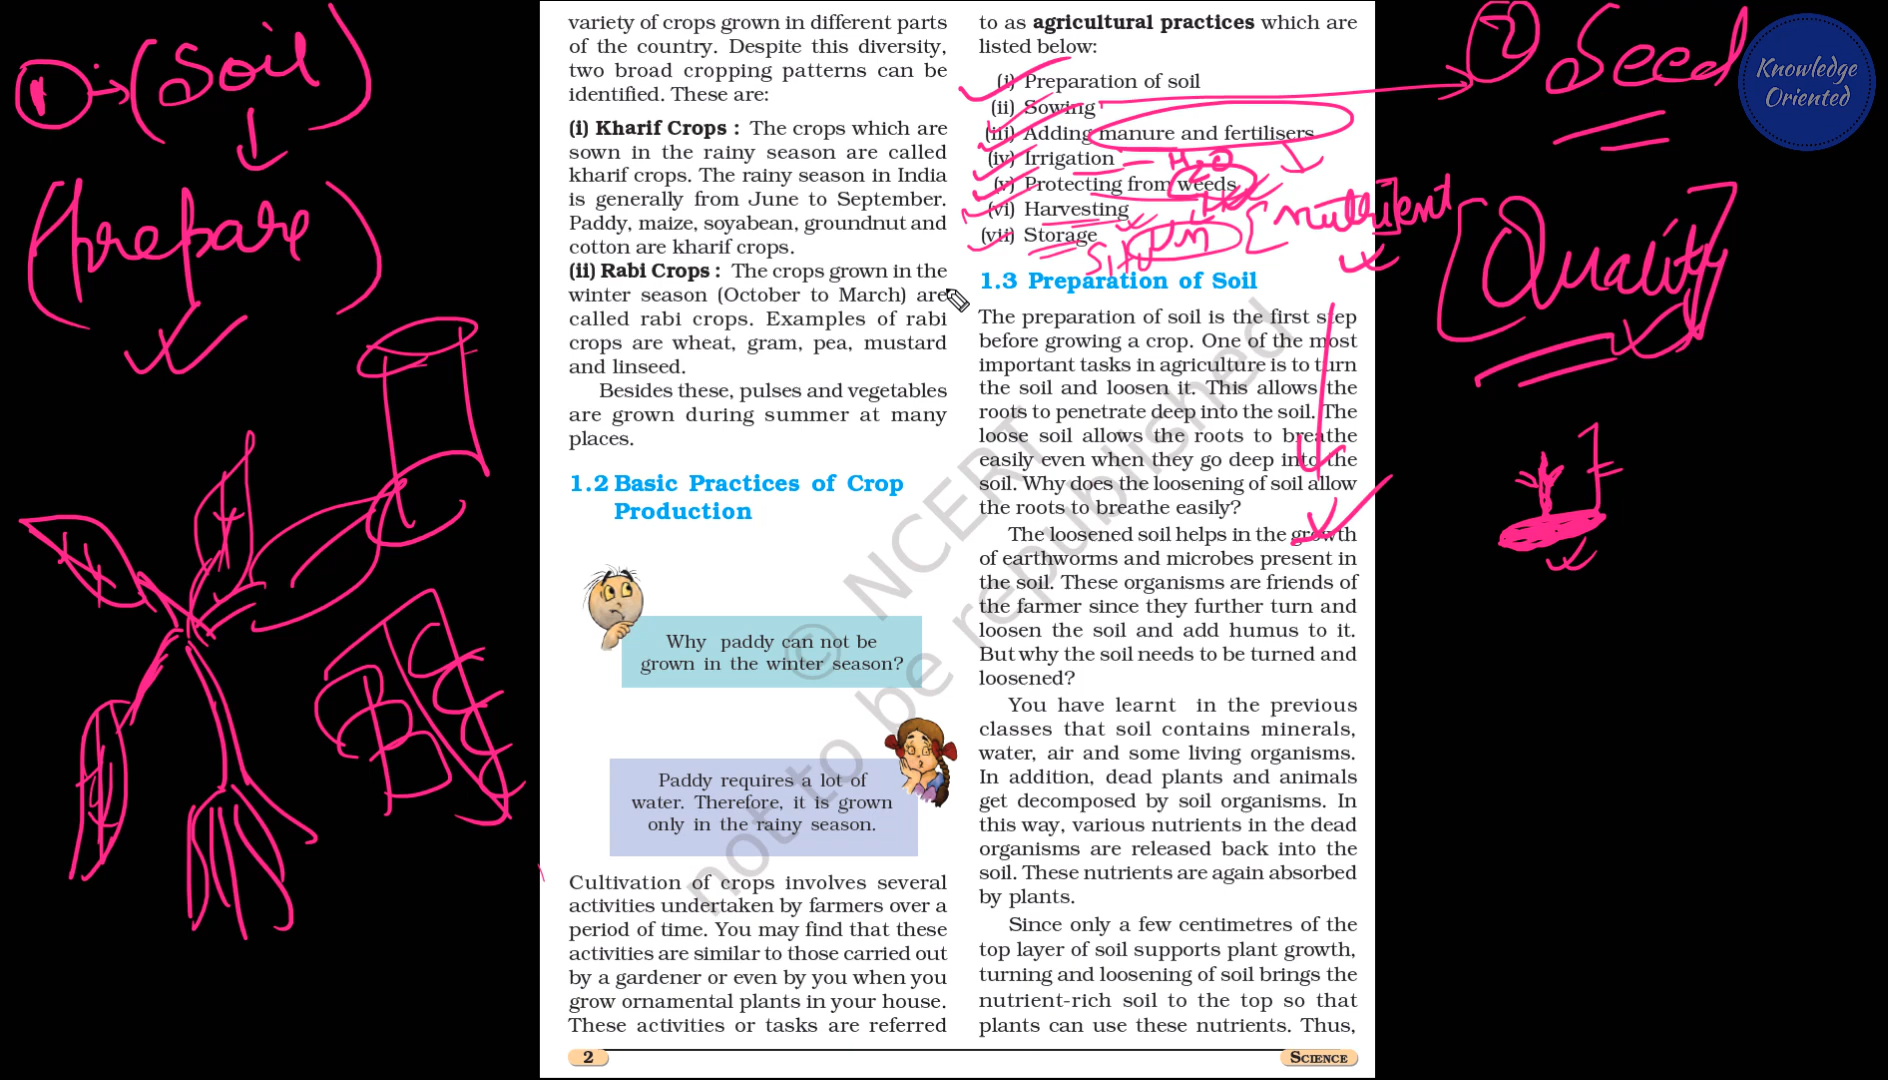 ① → (Soil)
(Prepare)
variety of crops grown in different parts
of the country. Despite this diversity,
two broad cropping patterns can be
identified. These are:
(i) Kharif Crops : The crops which are
sown in the rainy season are called
kharif crops. The rainy season in India
is generally from June to September.
Paddy, maize, soyabean, groundnut and
cotton are kharif crops.
(ii) Rabi Crops : The crops grown in the
winter season (October to March) are
called rabi crops. Examples of rabi
crops are wheat, gram, pea, mustard
and linseed.
Besides these, pulses and vegetables
are grown during summer at many
places.
1.2 Basic Practices of Crop
Production
Why paddy can not be
grown in the winter season?
Paddy requires a lot of
water. Therefore, it is grown
only in the rainy season.
Cultivation of crops involves several
activities undertaken by farmers over a
period of time. You may find that these
activities are similar to those carried out
by a gardener or even by you when you
grow ornamental plants in your house.
These activities or tasks are referred
2
to as agricultural practices which are
listed below:
(i) Preparation of soil
(ii) Sowing
(iii) Adding manure and fertilisers
(iv) Irrigation – H2O
(v) Protecting from weeds
(vi) Harvesting
(vii) Storage
[nutrient]
1.3 Preparation of Soil
The preparation of soil is the first step
before growing a crop. One of the most
important tasks in agriculture is to turn
the soil and loosen it. This allows the
roots to penetrate deep into the soil. The
loose soil allows the roots to breathe
easily even when they go deep into the
soil. Why does the loosening of soil allow
the roots to breathe easily?
The loosened soil helps in the growth
of earthworms and microbes present in
the soil. These organisms are friends of
the farmer since they further turn and
loosen the soil and add humus to it.
But why the soil needs to be turned and
loosened?
You have learnt in the previous
classes that soil contains minerals,
water, air and some living organisms.
In addition, dead plants and animals
get decomposed by soil organisms. In
this way, various nutrients in the dead
organisms are released back into the
soil. These nutrients are again absorbed
by plants.
Since only a few centimetres of the
top layer of soil supports plant growth,
turning and loosening of soil brings the
nutrient-rich soil to the top so that
plants can use these nutrients. Thus,
SCIENCE
© NCERT
not to be republished
② Seed
[Quality]
Knowledge
Oriented